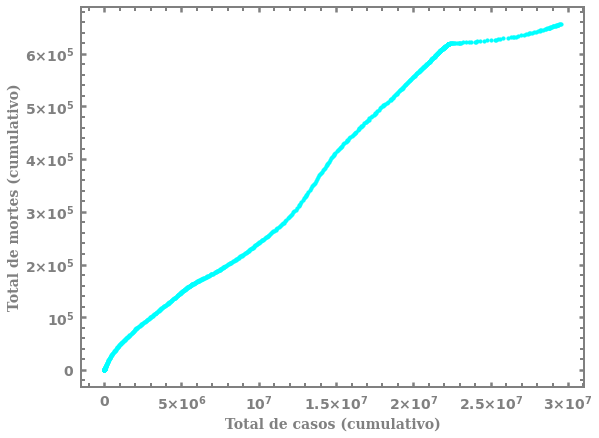 6×10⁵
5×10⁵
4×10⁵
3×10⁵
2×10⁵
10⁵
0
Total de mortes (cumulativo)
0 5×10⁶ 10⁷ 1.5×10⁷ 2×10⁷ 2.5×10⁷ 3×10⁷
Total de casos (cumulativo)